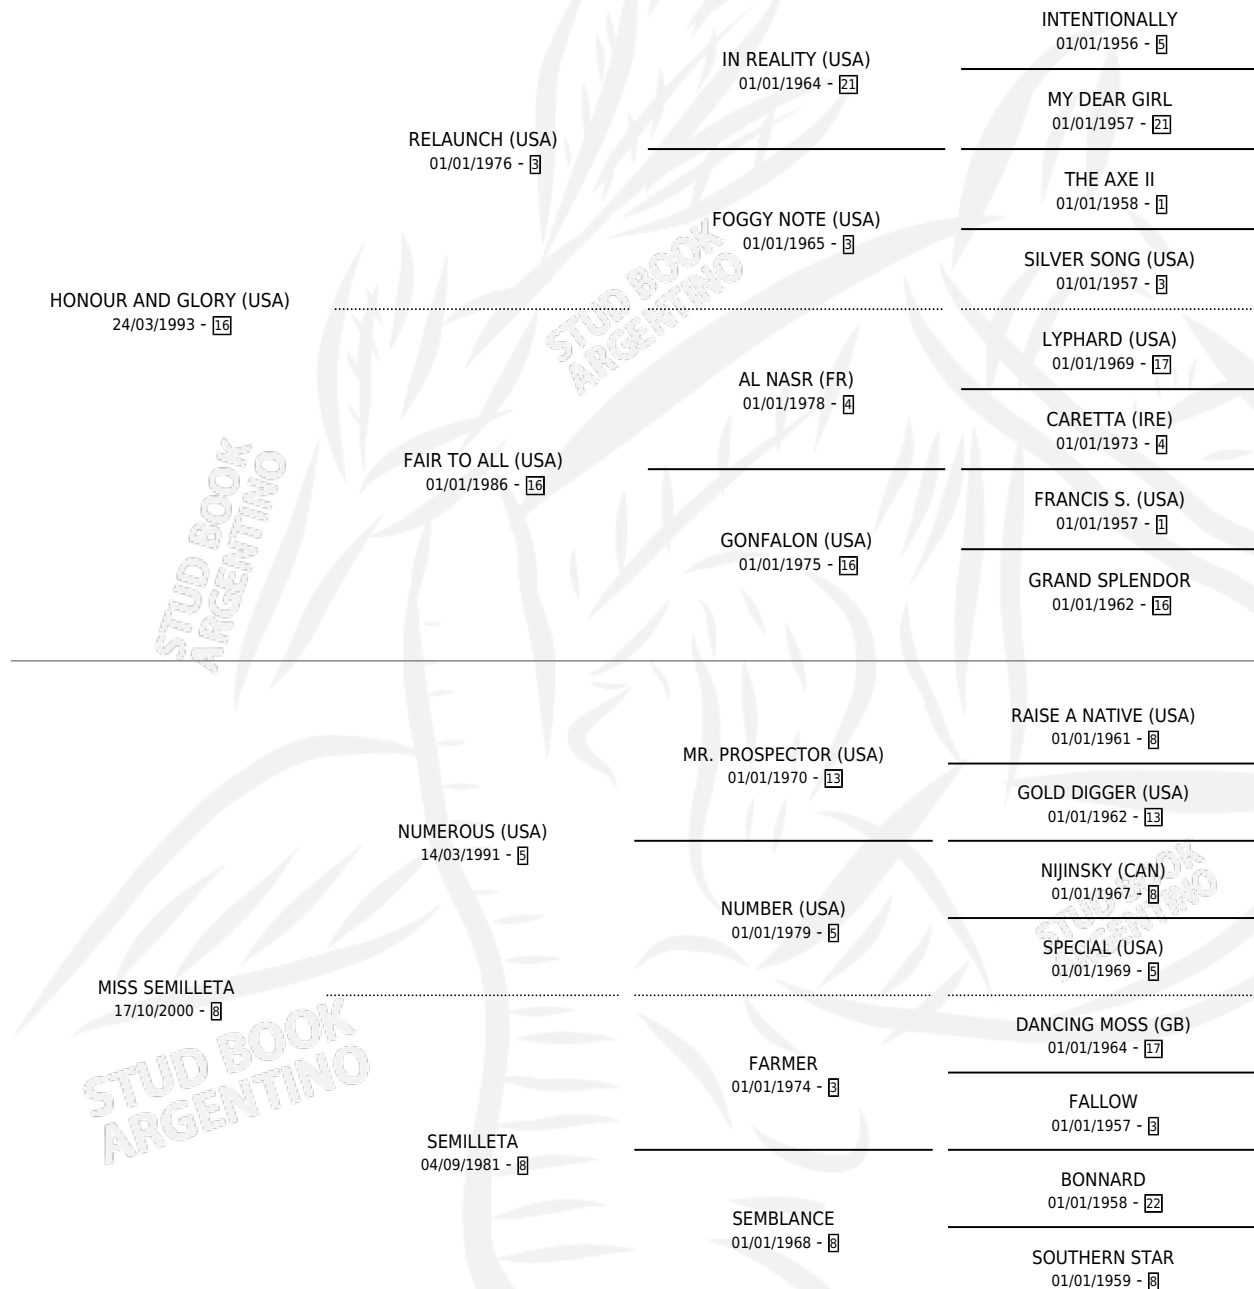 INTENTIONALLY
01/01/1956 - 5
IN REALITY (USA)
01/01/1964 - 21
MY DEAR GIRL
01/01/1957 - 21
RELAUNCH (USA)
01/01/1976 - 3
THE AXE II
01/01/1958 - 1
FOGGY NOTE (USA)
01/01/1965 - 3
SILVER SONG (USA)
01/01/1957 - 3
HONOUR AND GLORY (USA)
24/03/1993 - 16
LYPHARD (USA)
01/01/1969 - 17
AL NASR (FR)
01/01/1978 - 4
CARETTA (IRE)
01/01/1973 - 4
FAIR TO ALL (USA)
01/01/1986 - 16
FRANCIS S. (USA)
01/01/1957 - 1
GONFALON (USA)
01/01/1975 - 16
GRAND SPLENDOR
01/01/1962 - 16
RAISE A NATIVE (USA)
01/01/1961 - 8
MR. PROSPECTOR (USA)
01/01/1970 - 13
GOLD DIGGER (USA)
01/01/1962 - 13
NUMEROUS (USA)
14/03/1991 - 5
NIJINSKY (CAN)
01/01/1967 - 8
NUMBER (USA)
01/01/1979 - 5
SPECIAL (USA)
01/01/1969 - 5
MISS SEMILLETA
17/10/2000 - 8
DANCING MOSS (GB)
01/01/1964 - 17
FARMER
01/01/1974 - 3
FALLOW
01/01/1957 - 3
SEMILLETA
04/09/1981 - 8
BONNARD
01/01/1958 - 22
SEMBLANCE
01/01/1968 - 8
SOUTHERN STAR
01/01/1959 - 8
STUD BOOK
ARGENTINO
STUD BOOK
ARGENTINO
STUD BOOK
ARGENTINO
STUD BOOK
ARGENTINO